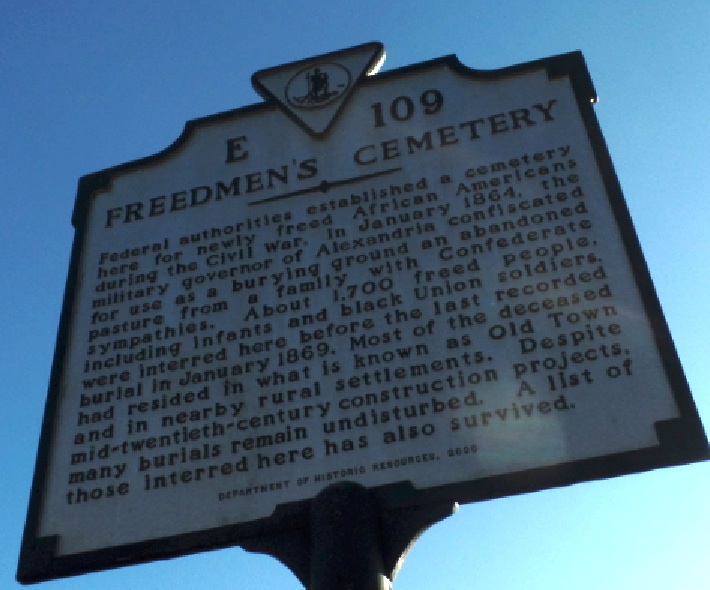 E 109
FREEDMEN'S CEMETERY
Federal authorities established a cemetery
here for newly freed African Americans
during the Civil War. In January 1864, the
military governor of Alexandria confiscated
for use as a burying ground an abandoned
pasture from a family with Confederate
sympathies. About 1,700 freed people,
including infants and black Union soldiers,
were interred here before the last recorded
burial in January 1869. Most of the deceased
had resided in what is known as Old Town
and in nearby rural settlements. Despite
mid-twentieth-century construction projects,
many burials remain undisturbed. A list of
those interred here has also survived.
DEPARTMENT OF HISTORIC RESOURCES, 2000